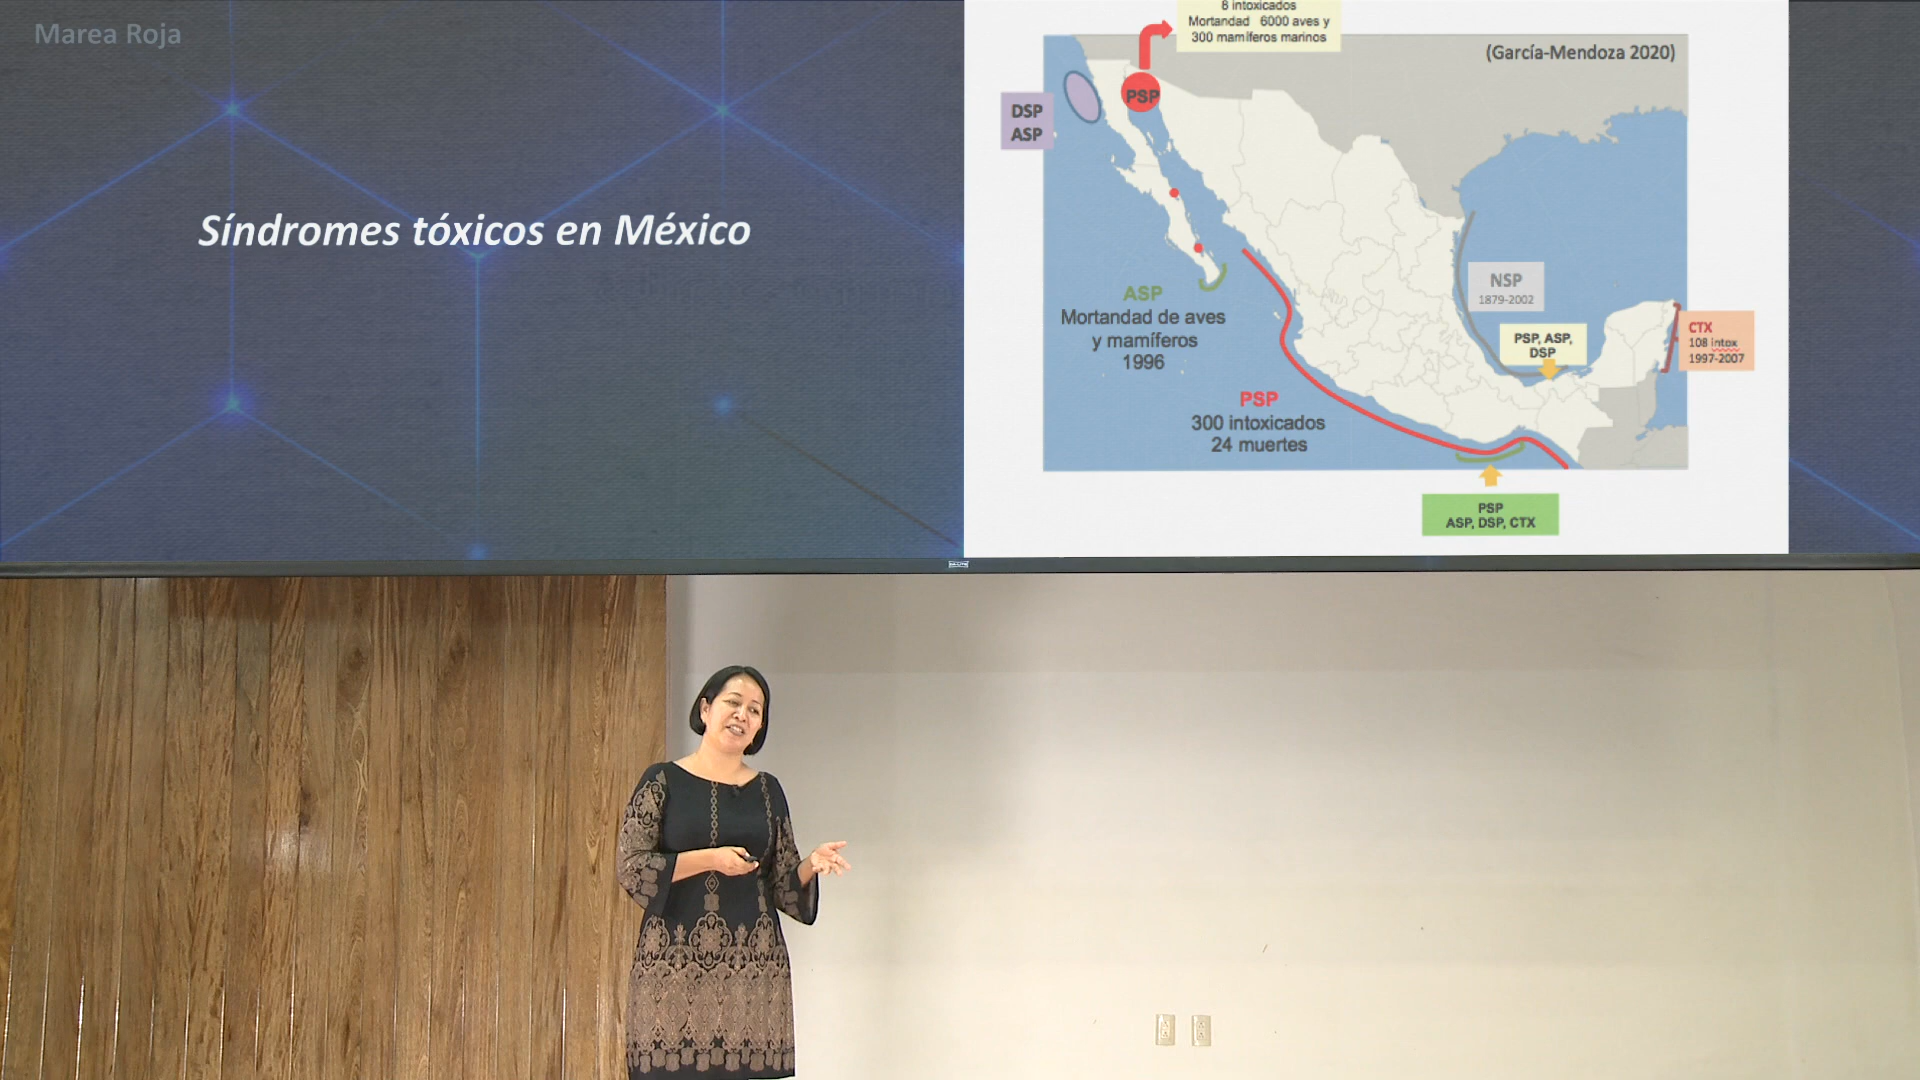 Marea Roja
Síndromes tóxicos en México
8 intoxicados
Mortandad 6000 aves y
300 mamíferos marinos
(García-Mendoza 2020)
PSP
DSP
ASP
ASP
Mortandad de aves
y mamíferos
1996
NSP
1879-2002
PSP, ASP,
DSP
CTX
108 intox
1997-2007
PSP
300 intoxicados
24 muertes
PSP
ASP, DSP, CTX